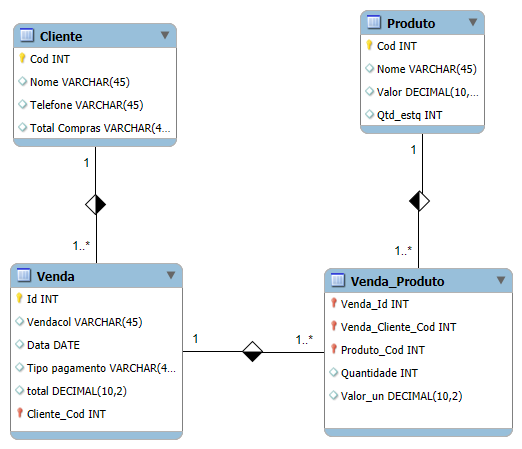 Cliente
Cod INT
Nome VARCHAR(45)
Telefone VARCHAR(45)
Total Compras VARCHAR(4...
Produto
Cod INT
Nome VARCHAR(45)
Valor DECIMAL(10,...
Qtd_estq INT
1
1
1..*
1..*
Venda
Id INT
Vendacol VARCHAR(45)
Data DATE
Tipo pagamento VARCHAR(4...
total DECIMAL(10,2)
Cliente_Cod INT
1
1..*
Venda_Produto
Venda_Id INT
Venda_Cliente_Cod INT
Produto_Cod INT
Quantidade INT
Valor_un DECIMAL(10,2)